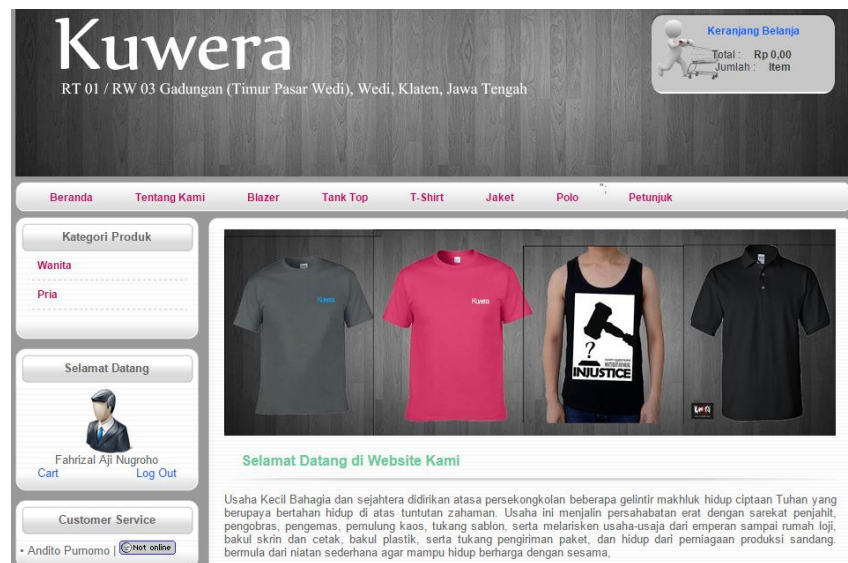 Kuwera
RT 01 / RW 03 Gadungan (Timur Pasar Wedi), Wedi, Klaten, Jawa Tengah
Keranjang Belanja
Total : Rp 0,00
Jumlah : Item
Beranda Tentang Kami Blazer Tank Top T-Shirt Jaket Polo "; Petunjuk
Kategori Produk
Wanita
Pria
Selamat Datang
Fahrizal Aji Nugroho
Cart Log Out
Customer Service
• Andito Purnomo | Not online
Kuwera
Kuwera
?
INJUSTICE
Selamat Datang di Website Kami
Usaha Kecil Bahagia dan sejahtera didirikan atasa persekongkolan beberapa gelintir makhluk hidup ciptaan Tuhan yang
berupaya bertahan hidup di atas tuntutan zahaman. Usaha ini menjalin persahabatan erat dengan sarekat penjahit,
pengobras, pengemas, pemulung kaos, tukang sablon, serta melarisken usaha-usaja dari emperan sampai rumah loji,
bakul skrin dan cetak, bakul plastik, serta tukang pengiriman paket, dan hidup dari perniagaan produksi sandang.
bermula dari niatan sederhana agar mampu hidup berharga dengan sesama,